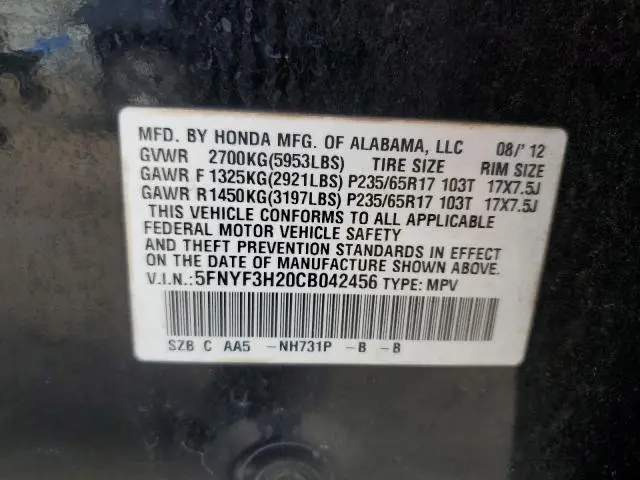 MFD. BY HONDA MFG. OF ALABAMA, LLC 08/'12
GVWR 2700KG(5953LBS) TIRE SIZE RIM SIZE
GAWR F 1325KG(2921LBS) P235/65R17 103T 17X7.5J
GAWR R 1450KG(3197LBS) P235/65R17 103T 17X7.5J
THIS VEHICLE CONFORMS TO ALL APPLICABLE
FEDERAL MOTOR VEHICLE SAFETY
AND THEFT PREVENTION STANDARDS IN EFFECT
ON THE DATE OF MANUFACTURE SHOWN ABOVE.
V.I.N.:5FNYF3H20CB042456 TYPE: MPV
SZB C AA5 -NH731P -B -B